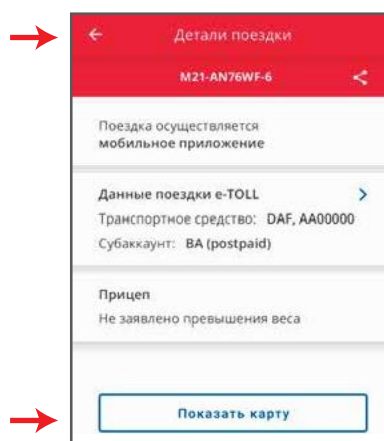 Детали поездки
M21-AN76WF-6
Поездка осуществляется
мобильное приложение
Данные поездки e-TOLL
Транспортное средство: DAF, AA00000
Субаккаунт: BA (postpaid)
Прицеп
Не заявлено превышения веса
Показать карту